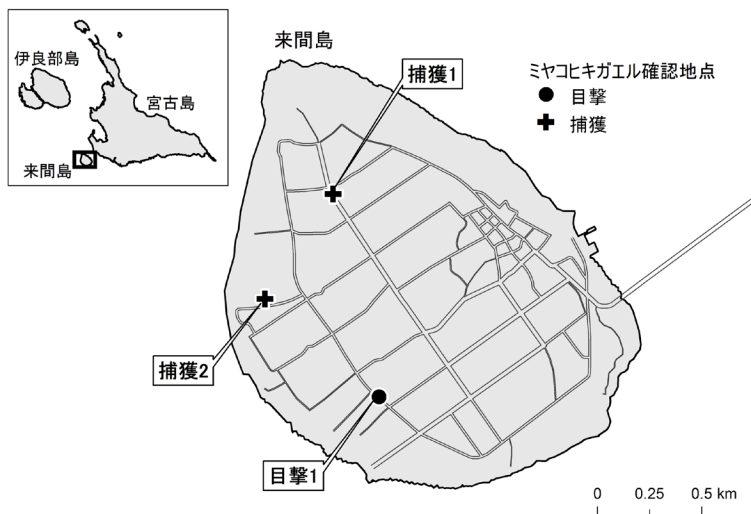 来間島
伊良部島
宮古島
来間島
捕獲1
ミヤコヒキガエル確認地点
目撃
捕獲
捕獲2
目撃1
0 0.25 0.5 km